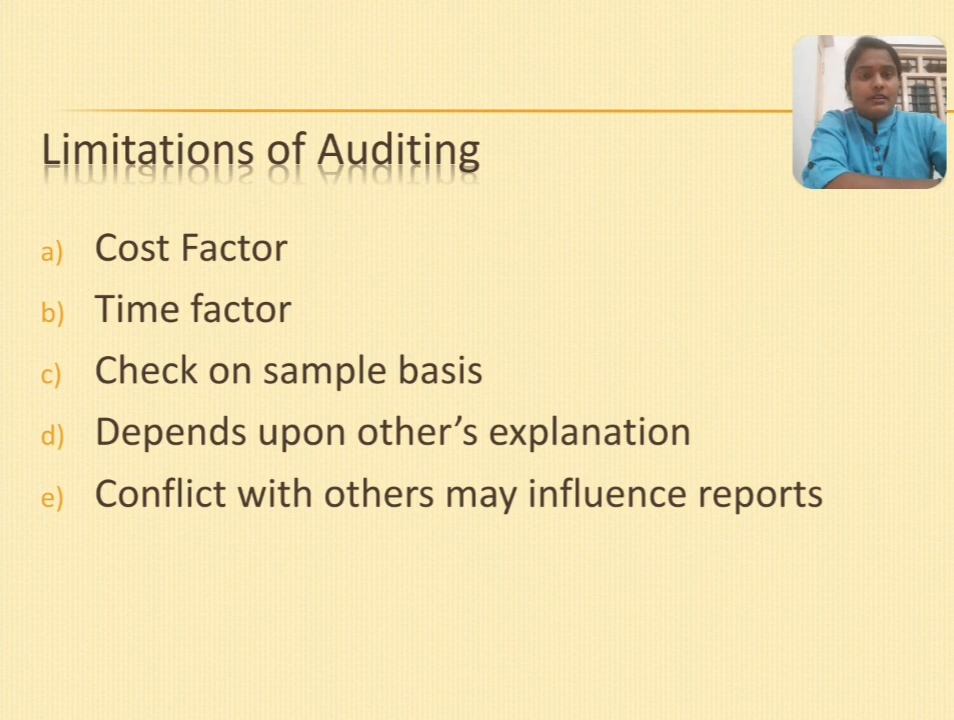 Limitations of Auditing
a) Cost Factor
b) Time factor
c) Check on sample basis
d) Depends upon other’s explanation
e) Conflict with others may influence reports